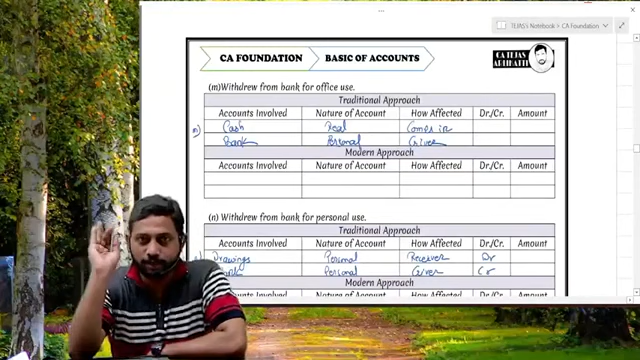 ...
TEJAS's Notebook > CA Foundation
CA FOUNDATION
BASIC OF ACCOUNTS
CA TEJAS
(m)Withdrew from bank for office use.
Traditional Approach
Accounts Involved Nature of Account How Affected Dr./Cr. Amount
m) Cash Real Comes in
Bank Personal Giver
Modern Approach
Accounts Involved Nature of Account How Affected Dr./Cr. Amount
(n) Withdrew from bank for personal use.
Traditional Approach
Accounts Involved Nature of Account How Affected Dr./Cr. Amount
Drawings Personal Receiver Dr
Bank Personal Giver Cr
Modern Approach
Accounts Involved Nature of Account How Affected Dr./Cr. Amount